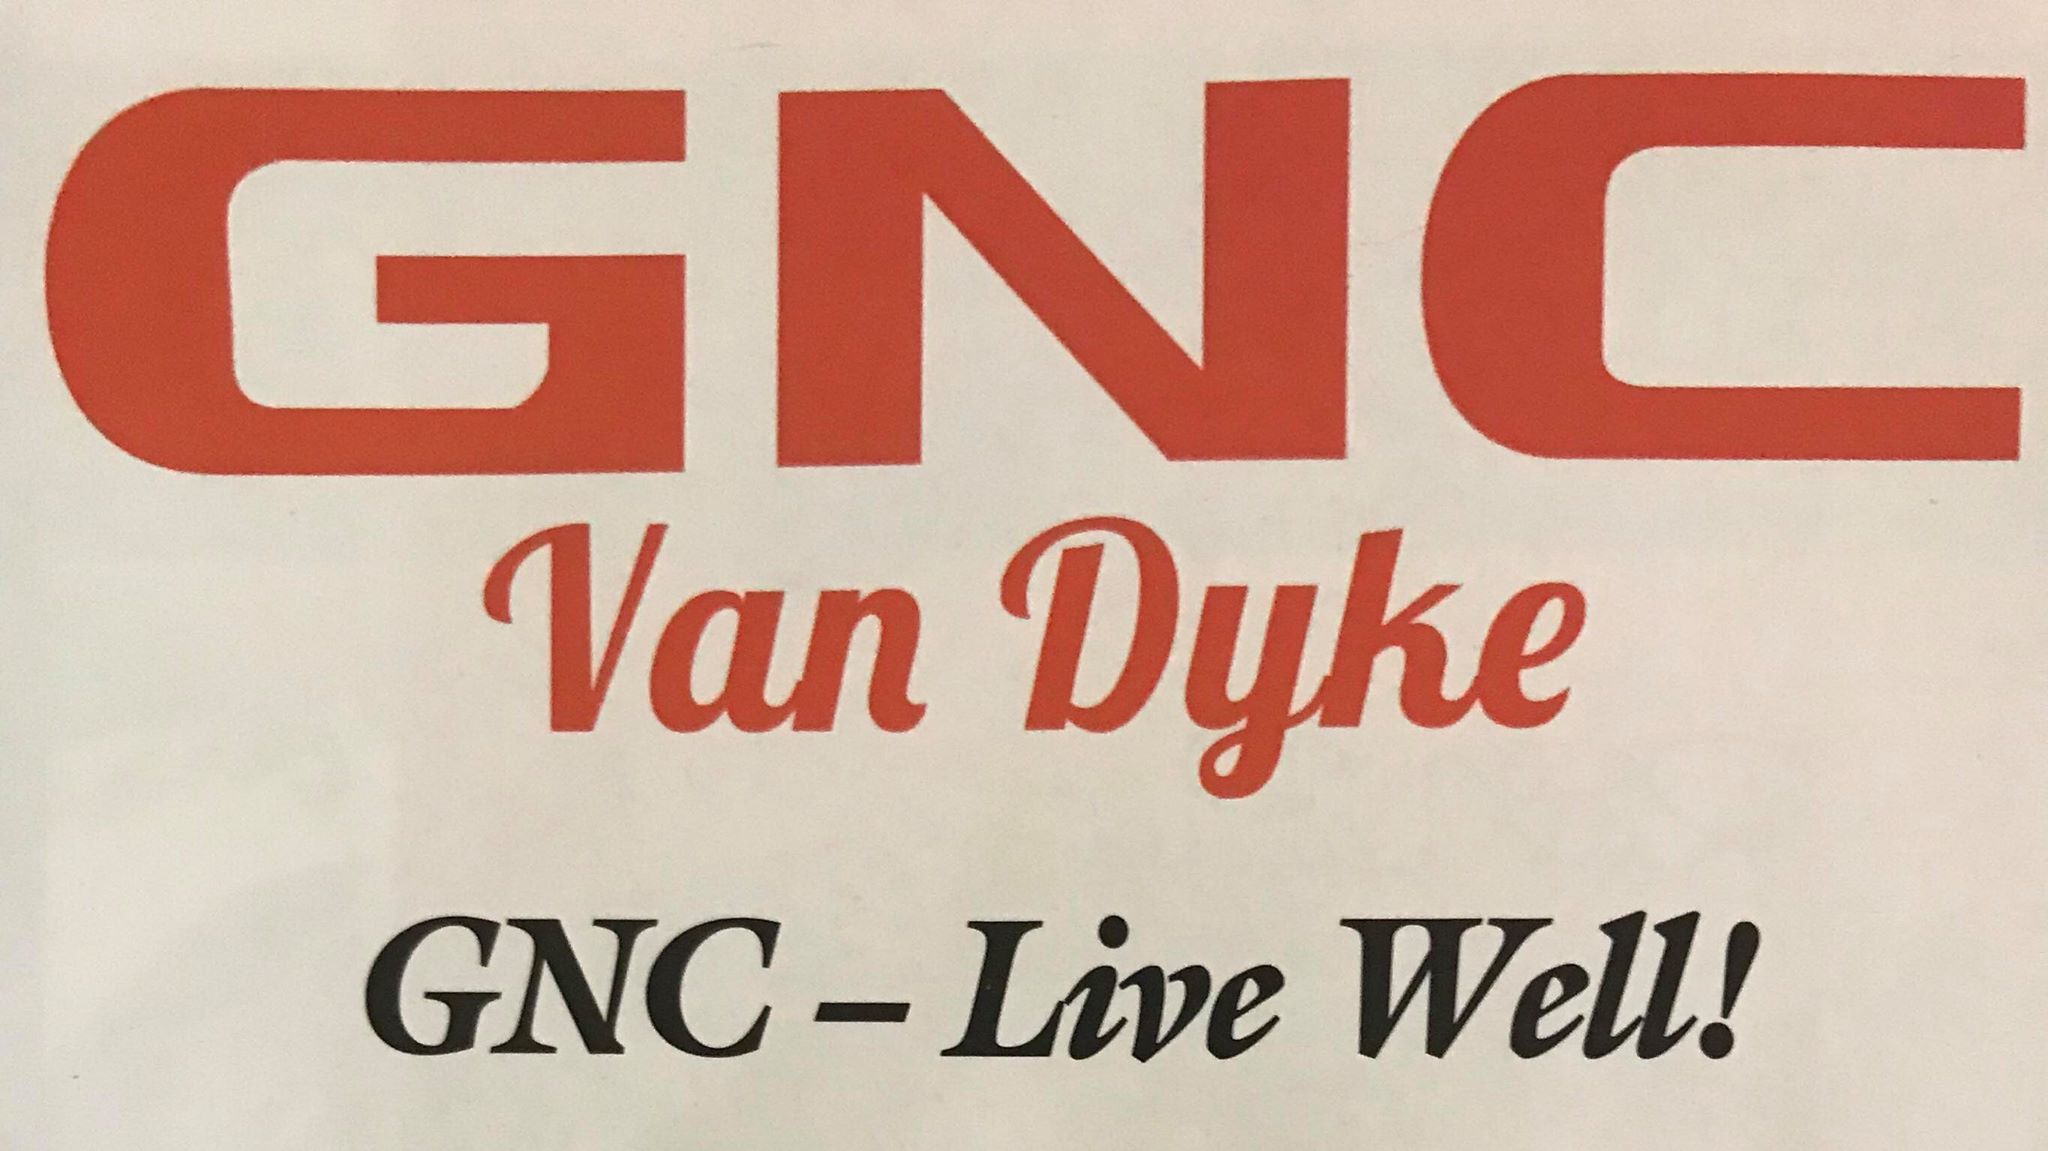 GNC
Van Dyke
GNC – Live Well!